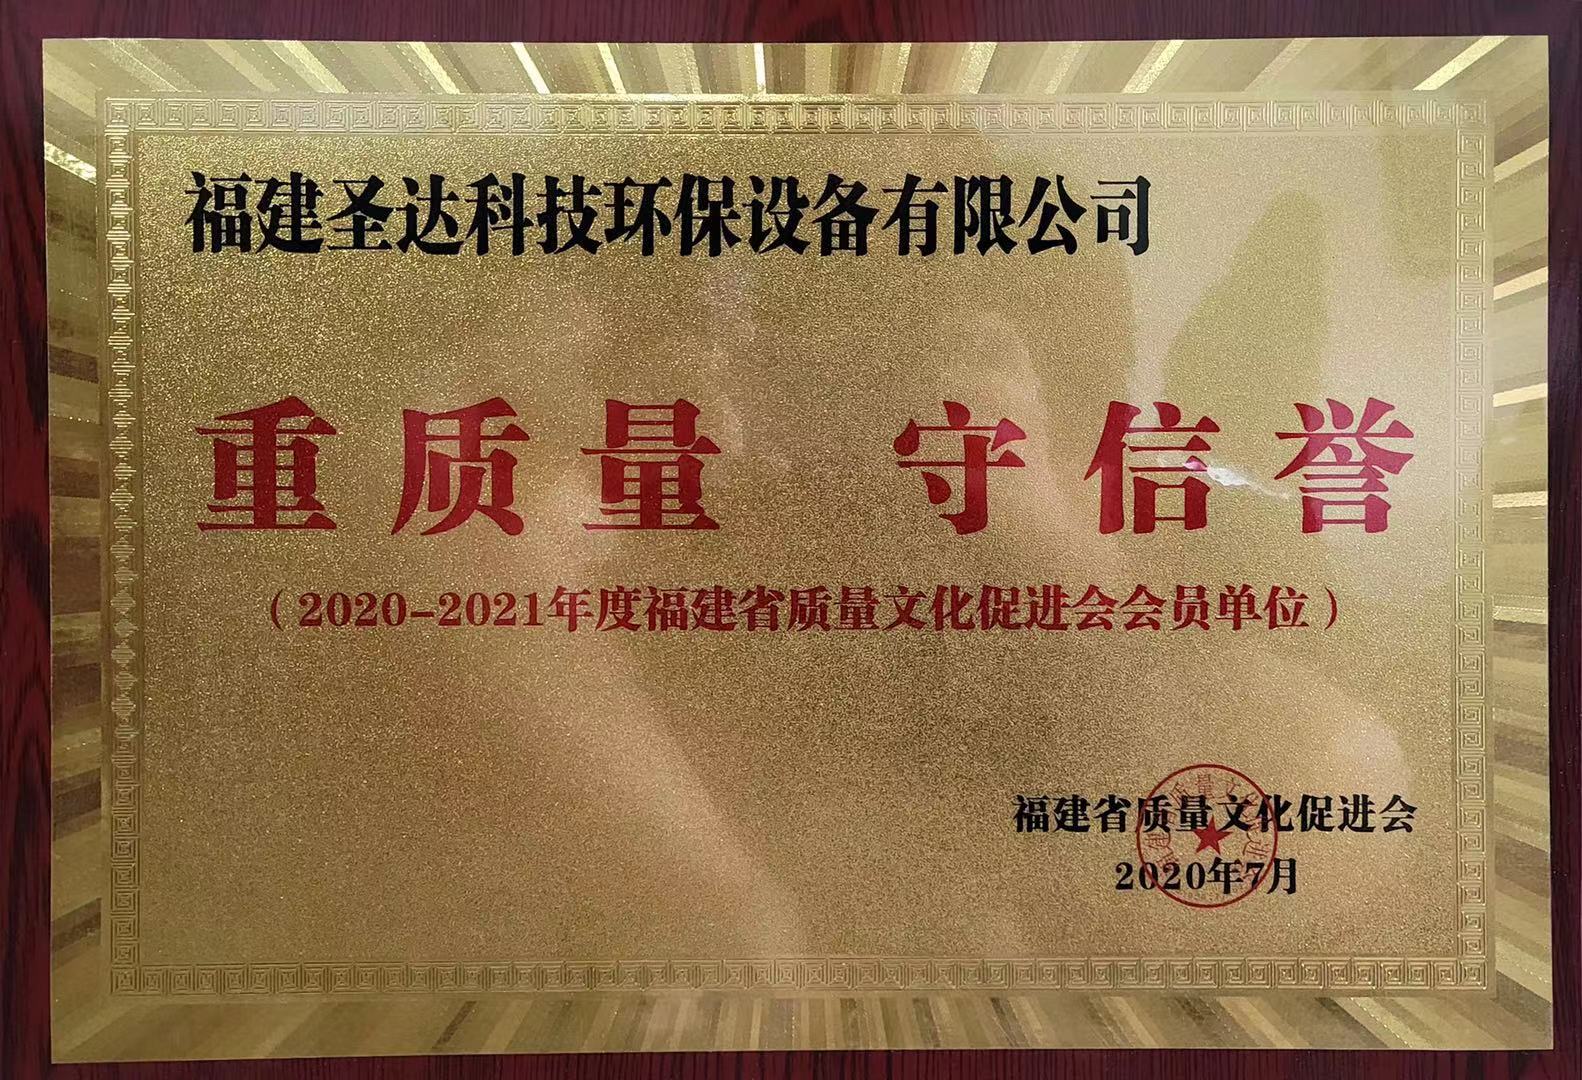 福建圣达科技环保设备有限公司
重质量 守信誉
（2020-2021年度福建省质量文化促进会会员单位）
福建省质量文化促进会
2020年7月